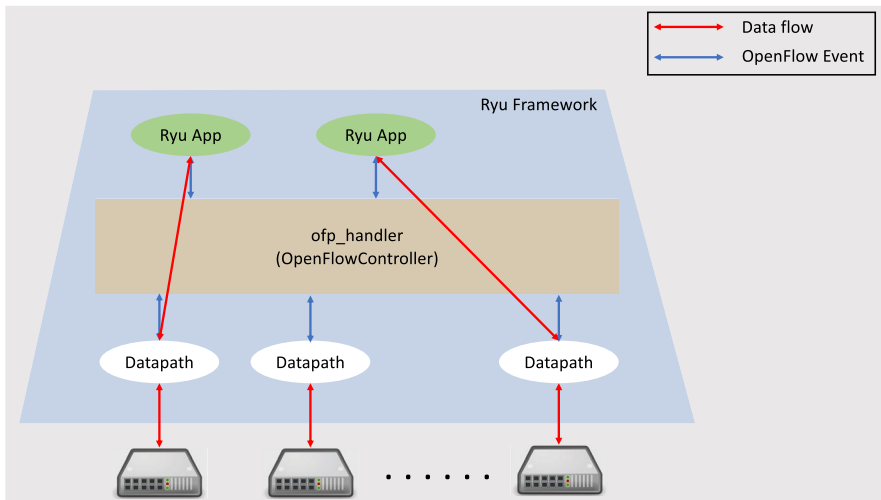 Data flow
OpenFlow Event
Ryu Framework
Ryu App
Ryu App
ofp_handler
(OpenFlowController)
Datapath
Datapath
Datapath